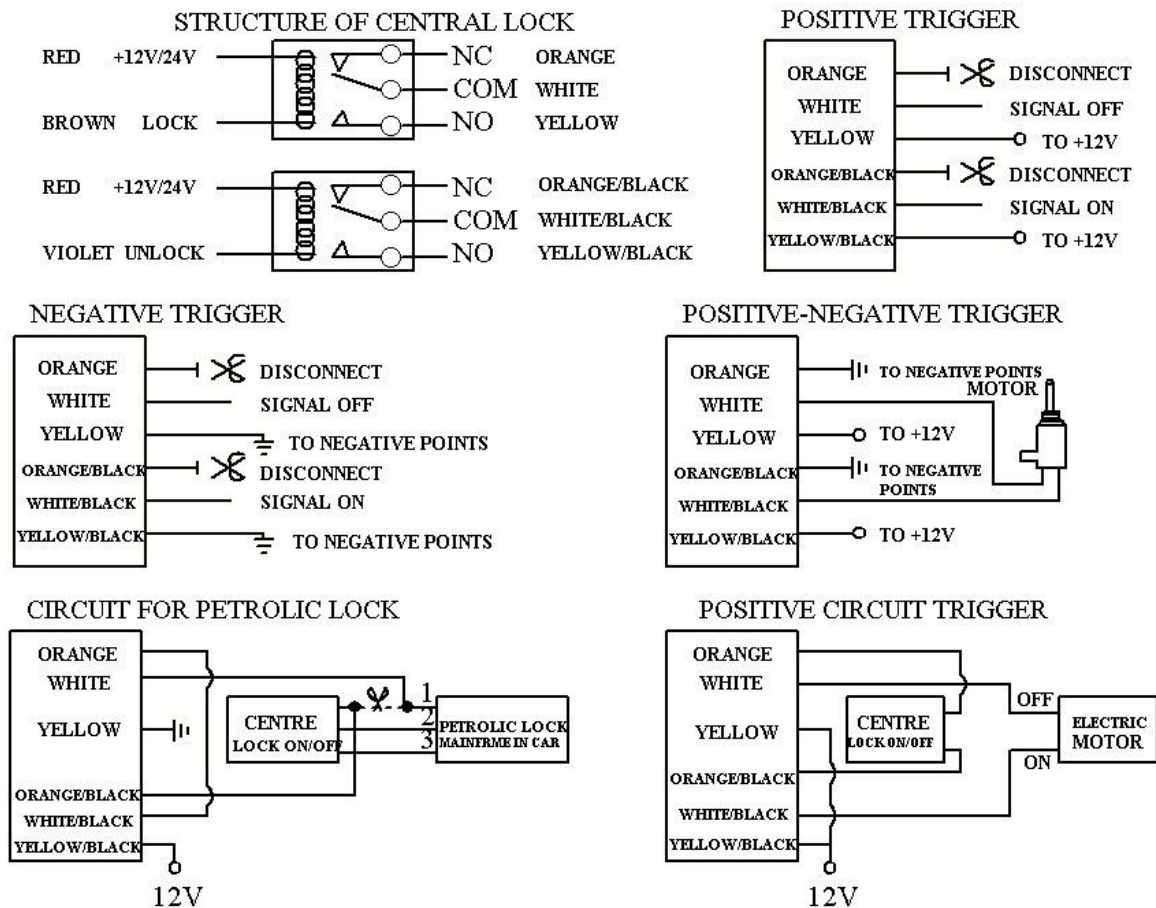 STRUCTURE OF CENTRAL LOCK
RED +12V/24V NC ORANGE
COM WHITE
BROWN LOCK NO YELLOW
RED +12V/24V NC ORANGE/BLACK
COM WHITE/BLACK
VIOLET UNLOCK NO YELLOW/BLACK
POSITIVE TRIGGER
ORANGE DISCONNECT
WHITE SIGNAL OFF
YELLOW TO +12V
ORANGE/BLACK DISCONNECT
WHITE/BLACK SIGNAL ON
YELLOW/BLACK TO +12V
NEGATIVE TRIGGER
ORANGE DISCONNECT
WHITE SIGNAL OFF
YELLOW TO NEGATIVE POINTS
ORANGE/BLACK DISCONNECT
WHITE/BLACK SIGNAL ON
YELLOW/BLACK TO NEGATIVE POINTS
POSITIVE-NEGATIVE TRIGGER
ORANGE TO NEGATIVE POINTS
MOTOR
WHITE
YELLOW TO +12V
ORANGE/BLACK TO NEGATIVE
POINTS
WHITE/BLACK
YELLOW/BLACK TO +12V
CIRCUIT FOR PETROLIC LOCK
ORANGE
WHITE
YELLOW
ORANGE/BLACK
WHITE/BLACK
YELLOW/BLACK
12V
CENTRE
LOCK ON/OFF
1
2
3
PETROLIC LOCK
MAINFRME IN CAR
POSITIVE CIRCUIT TRIGGER
ORANGE
WHITE
YELLOW
ORANGE/BLACK
WHITE/BLACK
YELLOW/BLACK
12V
CENTRE
LOCK ON/OFF
OFF
ON
ELECTRIC
MOTOR